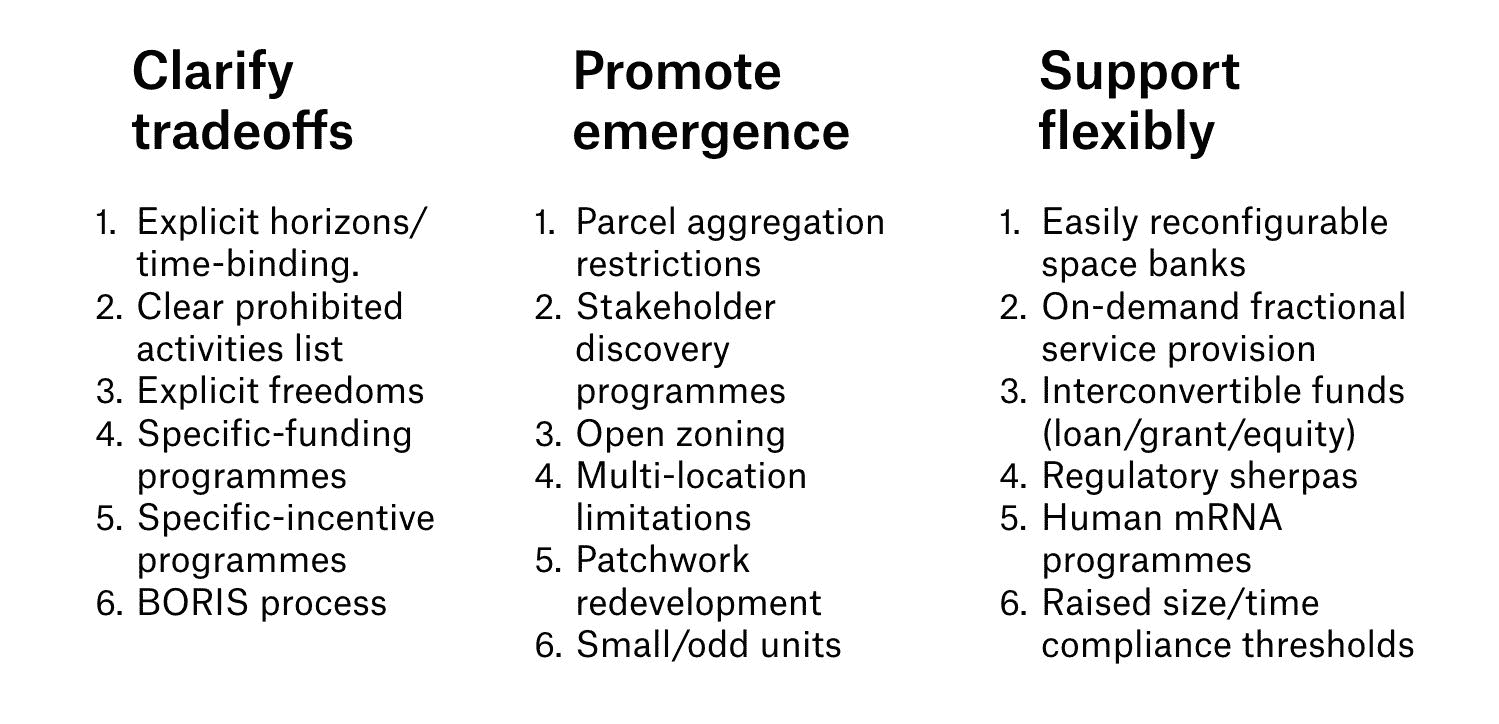 Clarify
tradeoffs
1. Explicit horizons/
time-binding.
2. Clear prohibited
activities list
3. Explicit freedoms
4. Specific-funding
programmes
5. Specific-incentive
programmes
6. BORIS process
Promote
emergence
1. Parcel aggregation
restrictions
2. Stakeholder
discovery
programmes
3. Open zoning
4. Multi-location
limitations
5. Patchwork
redevelopment
6. Small/odd units
Support
flexibly
1. Easily reconfigurable
space banks
2. On-demand fractional
service provision
3. Interconvertible funds
(loan/grant/equity)
4. Regulatory sherpas
5. Human mRNA
programmes
6. Raised size/time
compliance thresholds